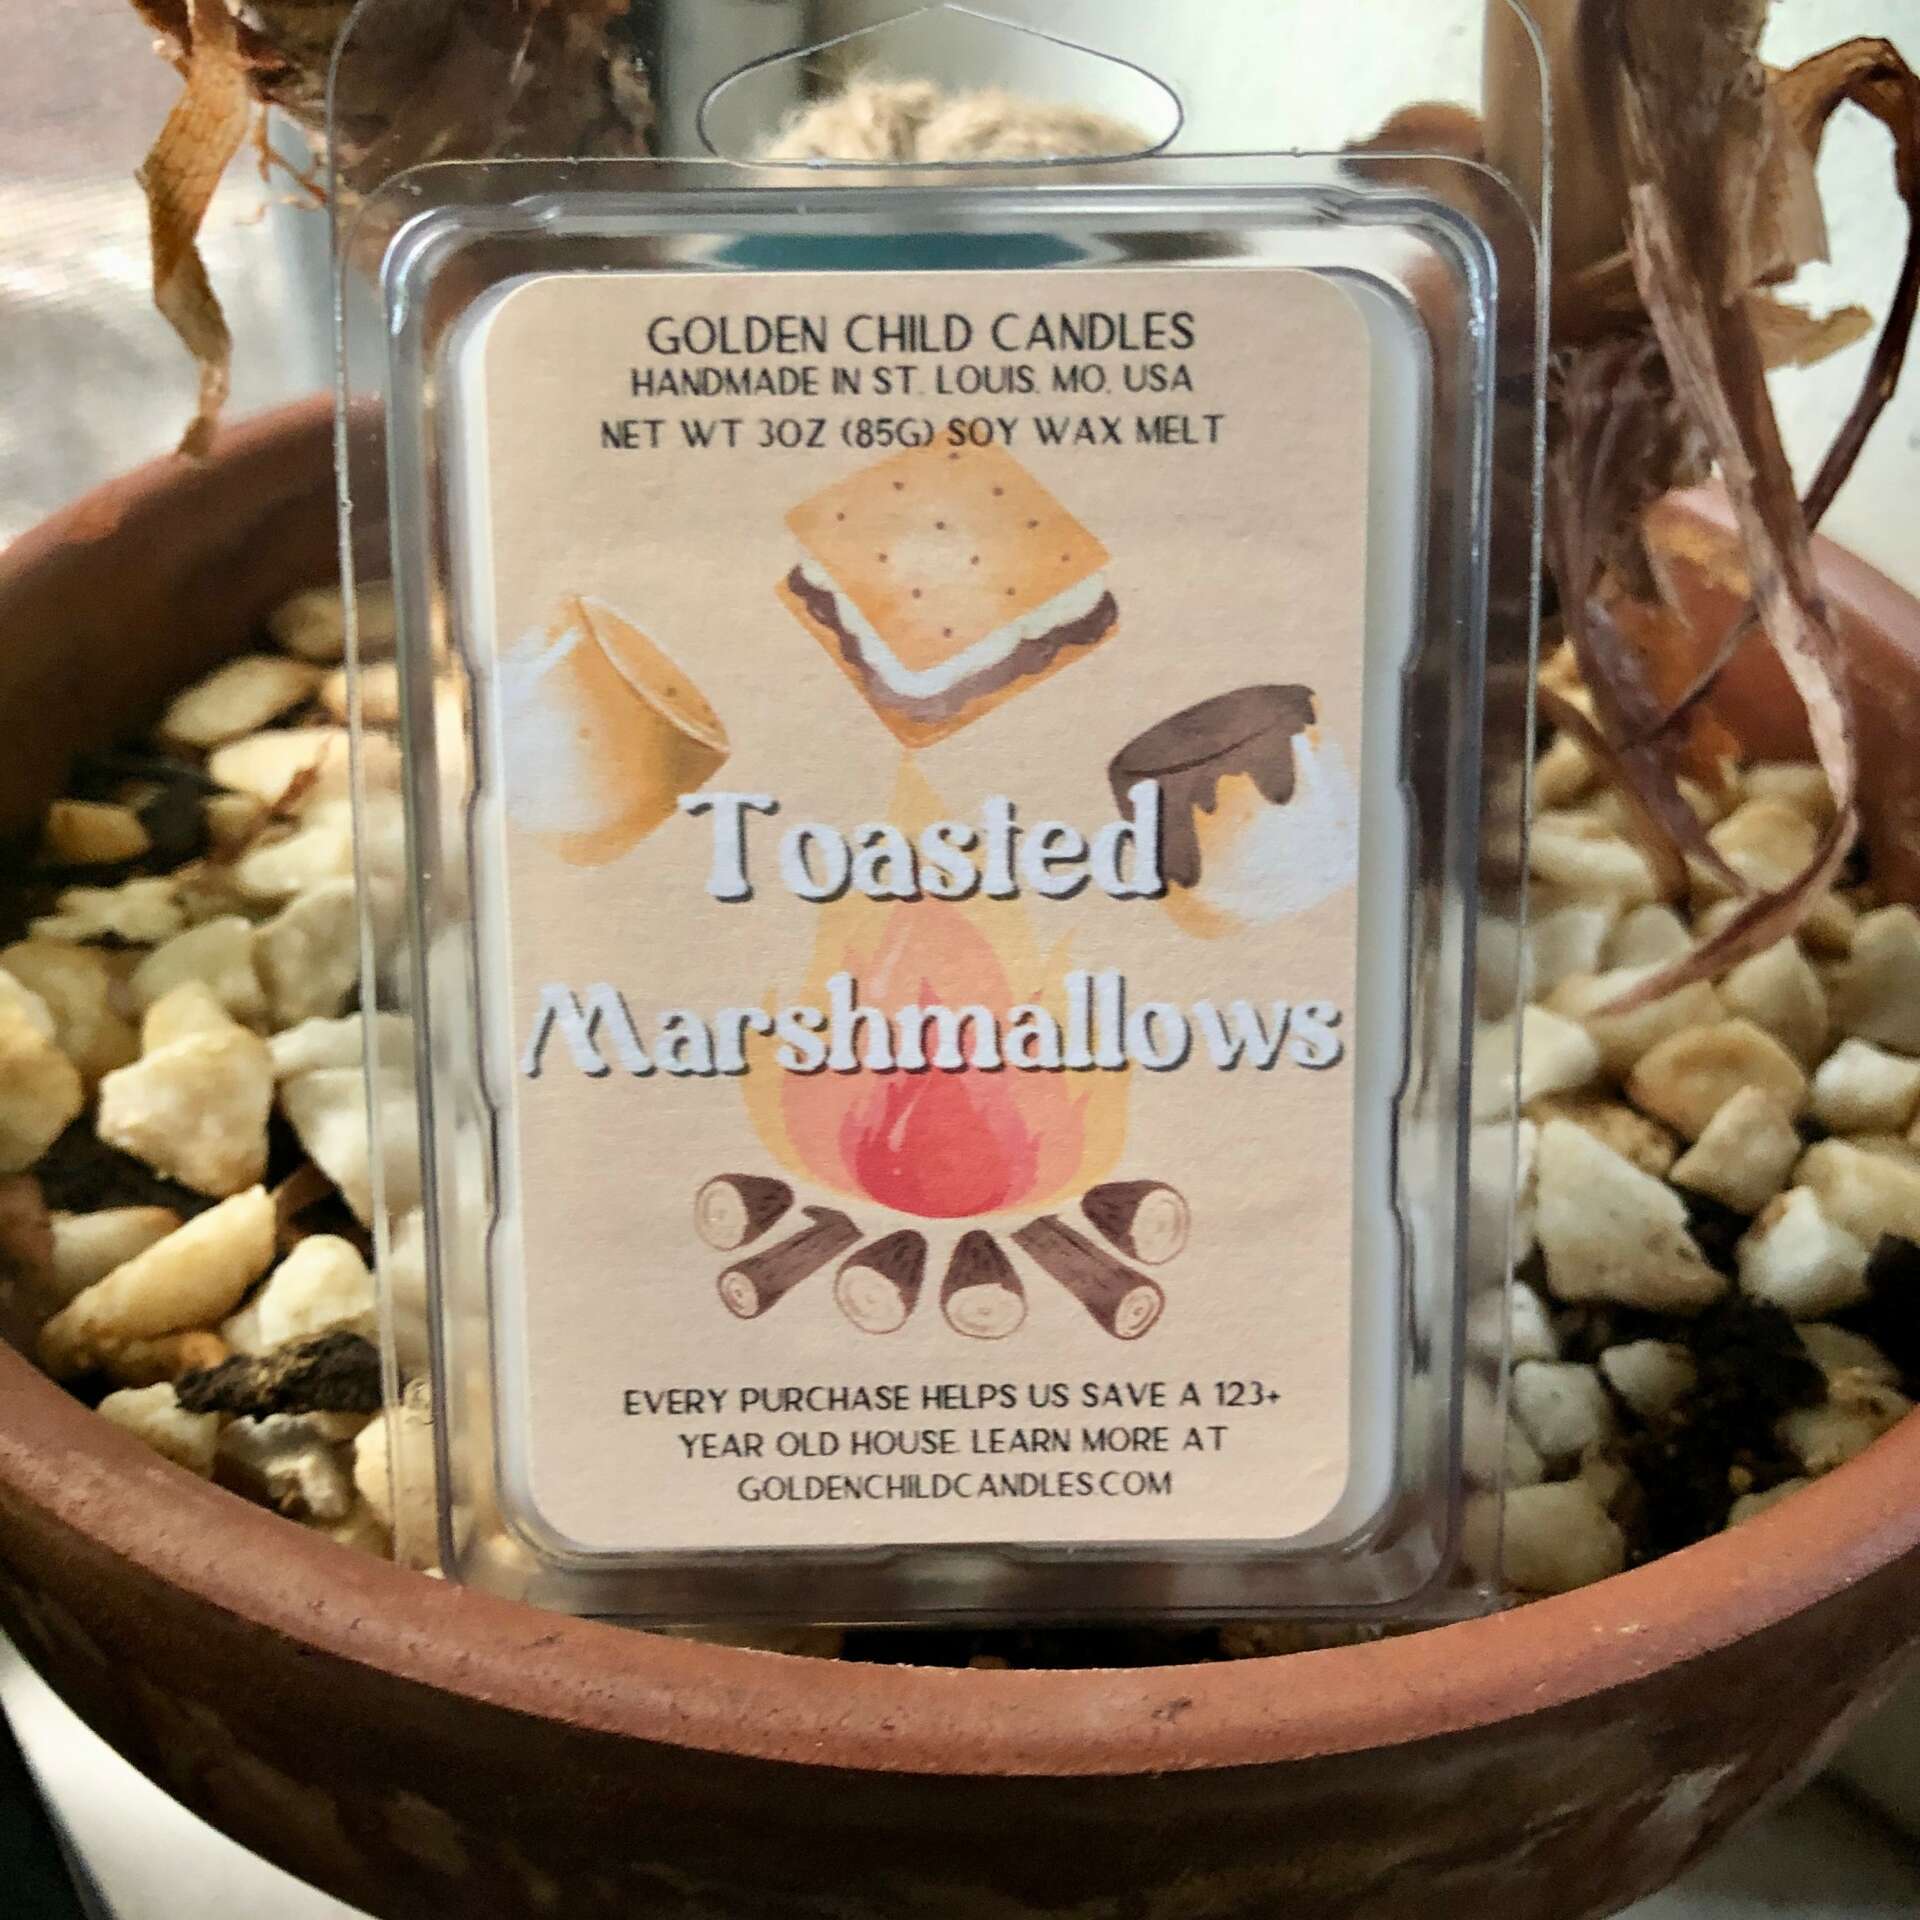 GOLDEN CHILD CANDLES
HANDMADE IN ST. LOUIS, MO, USA
NET WT 3OZ (85G) SOY WAX MELT
Toasted
Marshmallows
EVERY PURCHASE HELPS US SAVE A 123+
YEAR OLD HOUSE. LEARN MORE AT
GOLDENCHILDCANDLES.COM